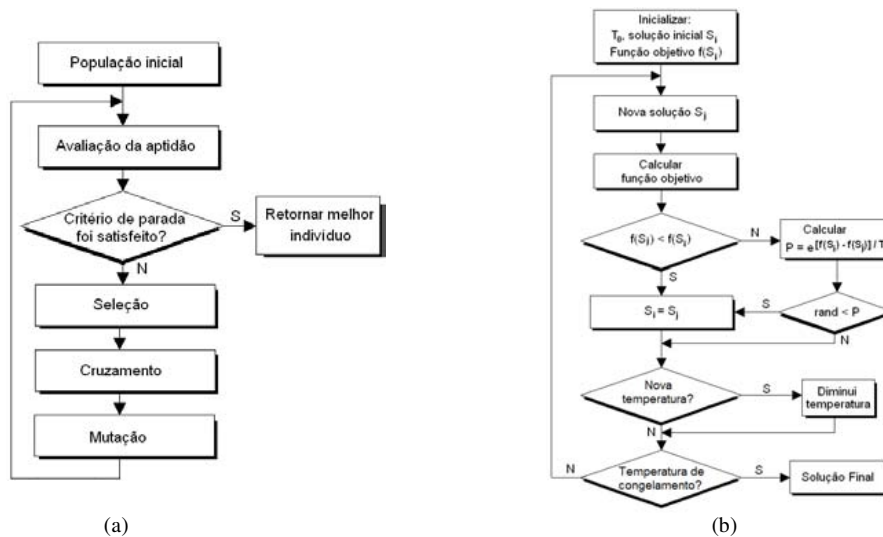 População inicial
Avaliação da aptidão
Critério de parada
foi satisfeito?
S
Retornar melhor
indivíduo
N
Seleção
Cruzamento
Mutação
(a)
Inicializar:
T0, solução inicial Si
Função objetivo f(Si)
Nova solução Sj
Calcular
função objetivo
f(Sj) < f(Si)
N
Calcular
P = e[f(Si) - f(Sj)] / T
S
Si = Sj
S
rand < P
N
Nova
temperatura?
S
Diminui
temperatura
N
N
Temperatura de
congelamento?
S
Solução Final
(b)